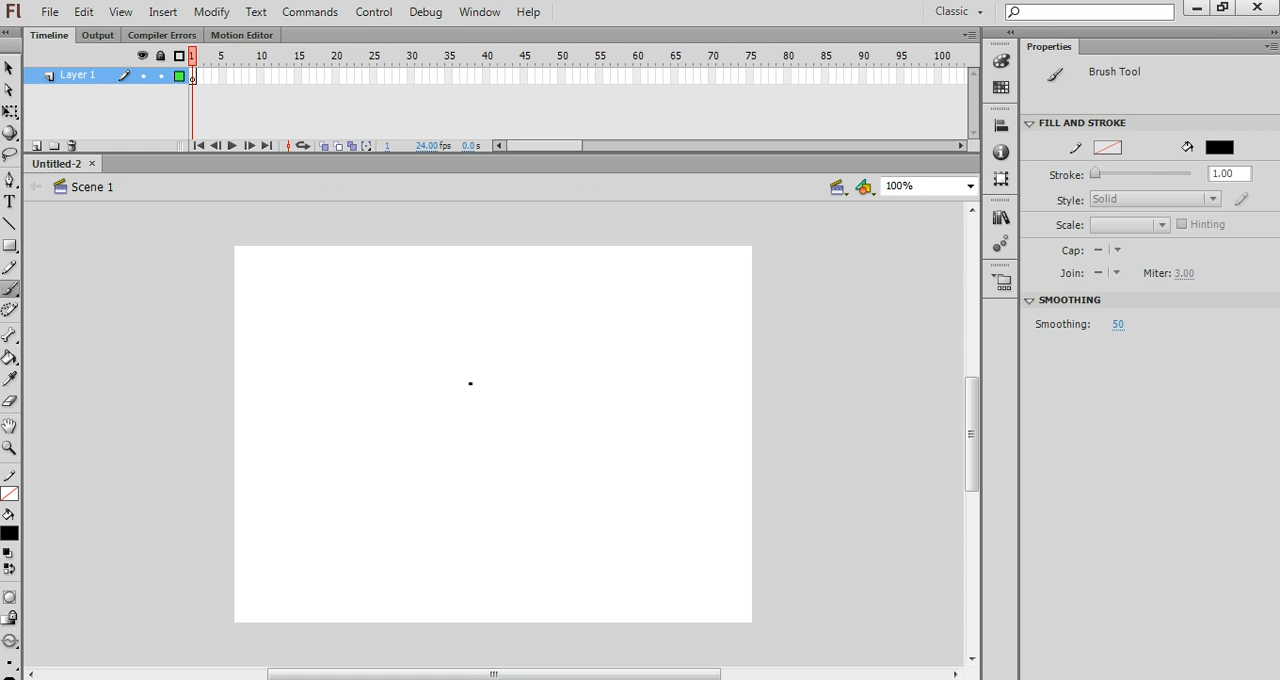 Fl File Edit View Insert Modify Text Commands Control Debug Window Help Classic
Timeline Output Compiler Errors Motion Editor
Properties
1 5 10 15 20 25 30 35 40 45 50 55 60 65 70 75 80 85 90 95 100
Layer 1
Brush Tool
FILL AND STROKE
1 24.00 fps 0.0 s
Untitled-2
Stroke: 1.00
Scene 1 100%
Style: Solid
Scale: Hinting
Cap:
Join: Miter: 3.00
SMOOTHING
Smoothing: 50